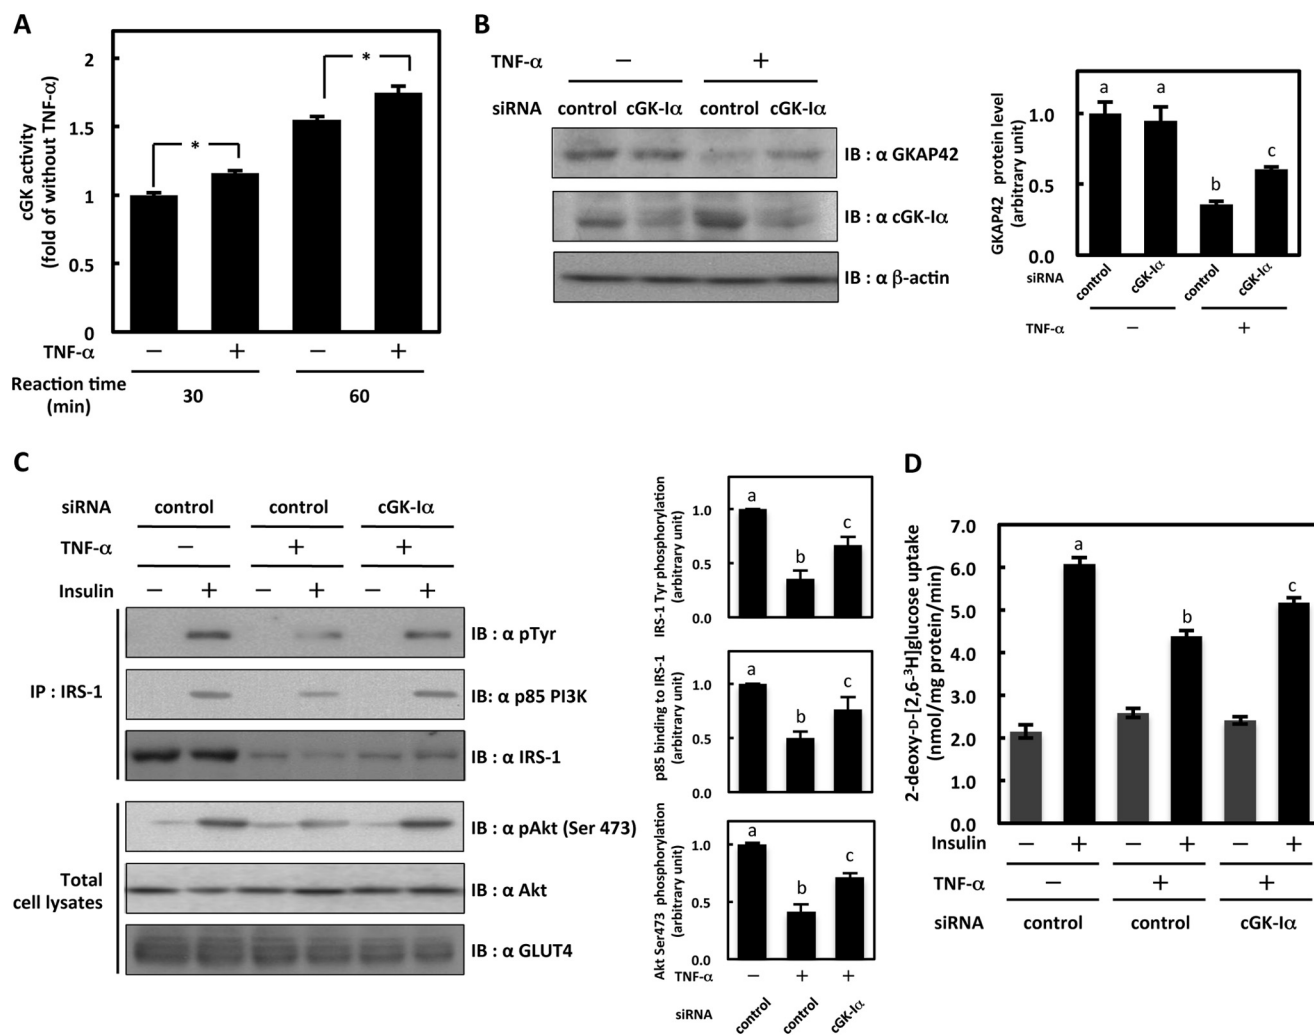 A
2
1.5
1
0.5
0
cGK activity
(fold of without TNF-α)
*
*
TNF-α − + − +
Reaction time
(min)
30 60
B
TNF-α − +
siRNA control cGK-Iα control cGK-Iα
IB : α GKAP42
IB : α cGK-Iα
IB : α β-actin
GKAP42 protein level
(arbitrary unit)
1.0
0.5
0.0
a a b c
siRNA control cGK-Iα control cGK-Iα
TNF-α − +
C
siRNA control control cGK-Iα
TNF-α − + +
Insulin − + − + − +
IP : IRS-1
IB : α pTyr
IB: α p85 PI3K
IB : α IRS-1
Total
cell lysates
IB : α pAkt (Ser 473)
IB : α Akt
IB : α GLUT4
IRS-1 Tyr phosphorylation
(arbitrary unit)
1.0
0.5
0.0
a b c
p85 binding to IRS-1
(arbitrary unit)
1.0
0.5
0.0
a b c
Akt Ser473 phosphorylation
(arbitrary unit)
1.0
0.5
0.0
a b c
TNF-α − + +
siRNA control control cGK-Iα
D
2-deoxy-D-[2,6-³H]glucose uptake
(nmol/mg protein/min)
7.0
6.0
5.0
4.0
3.0
2.0
1.0
0.0
a b c
Insulin − + − + − +
TNF-α − + +
siRNA control control cGK-Iα